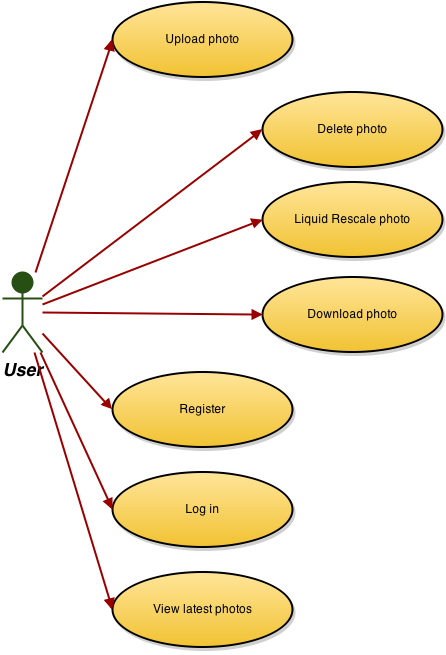 Upload photo
Delete photo
Liquid Rescale photo
Download photo
User
Register
Log in
View latest photos